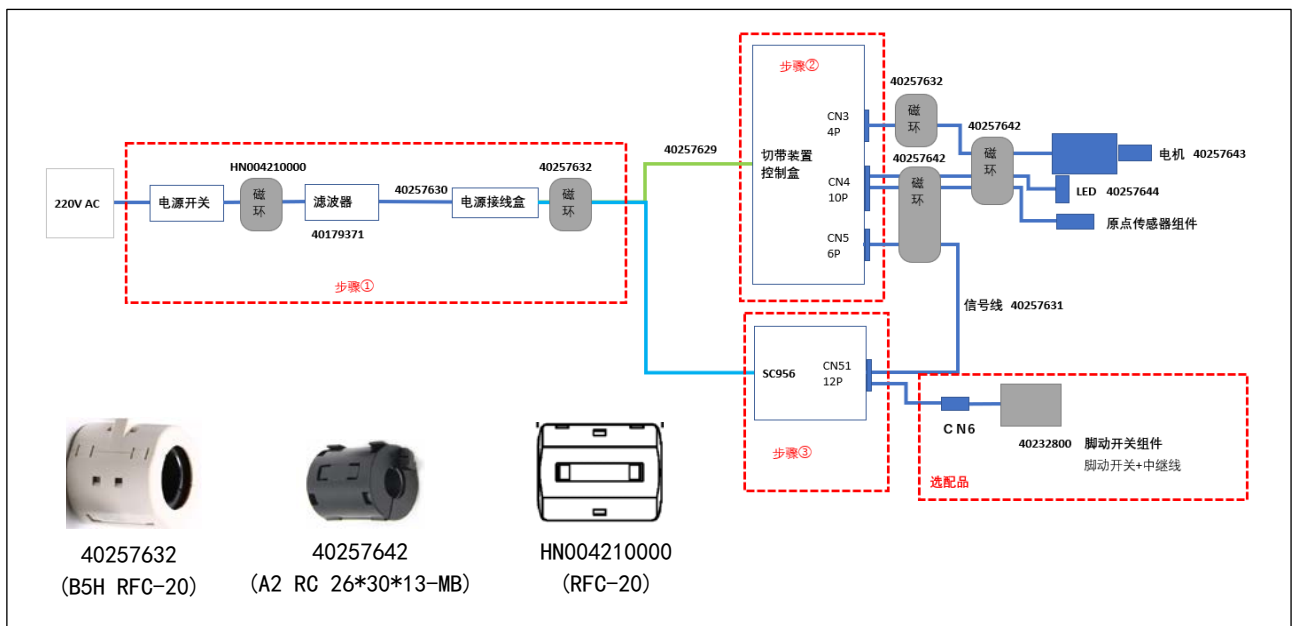 步骤②
40257632
磁
环
CN3
4P
40257642
磁
环
40257629
切带装置
控制盒
40257642
磁
环
电机 40257643
HN004210000
40257632
CN4
10P
LED 40257644
220V AC
电源开关
磁
环
滤波器
40257630
电源接线盒
磁
环
原点传感器组件
40179371
CN5
6P
步骤①
信号线 40257631
SC956
CN51
12P
CN6
40232800 脚动开关组件
脚动开关+中继线
步骤③
选配品
40257632
(B5H RFC-20)
40257642
(A2 RC 26*30*13-MB)
HN004210000
(RFC-20)